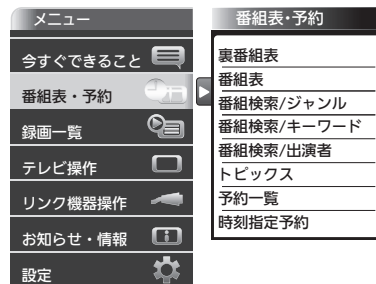 メニュー
今すぐできること
番組表・予約
録画一覧
テレビ操作
リンク機器操作
お知らせ・情報
設定
番組表・予約
裏番組表
番組表
番組検索/ジャンル
番組検索/キーワード
番組検索/出演者
トピックス
予約一覧
時刻指定予約